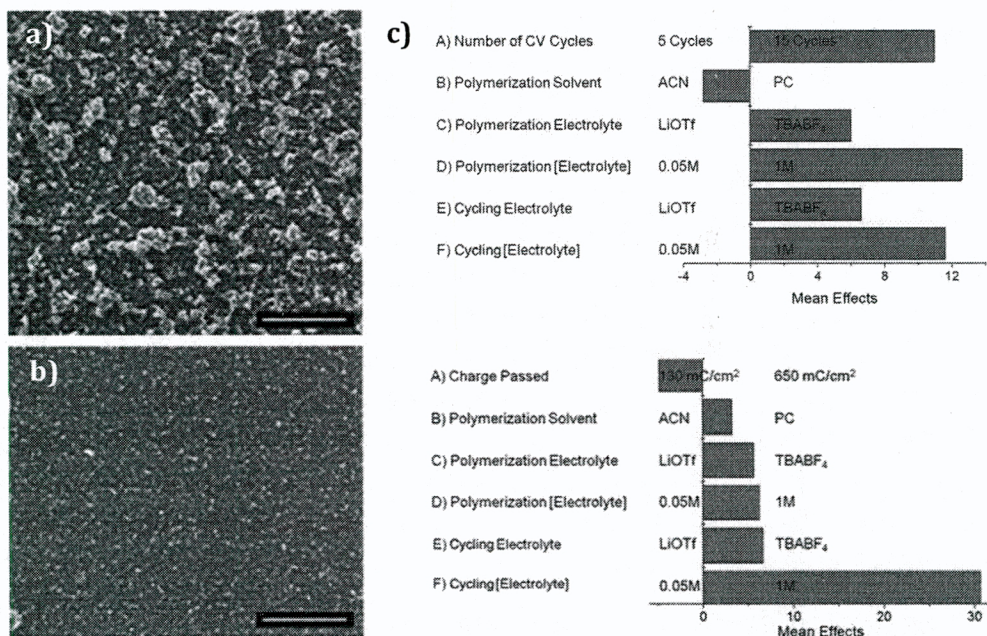 a)
b)
c)
A) Number of CV Cycles 5 Cycles 15 Cycles
B) Polymerization Solvent ACN PC
C) Polymerization Electrolyte LiOTf TBABF4
D) Polymerization [Electrolyte] 0.05M 1M
E) Cycling Electrolyte LiOTf TBABF4
F) Cycling [Electrolyte] 0.05M 1M
-4 0 4 8 12
Mean Effects
A) Charge Passed 130 mC/cm² 650 mC/cm²
B) Polymerization Solvent ACN PC
C) Polymerization Electrolyte LiOTf TBABF₄
D) Polymerization [Electrolyte] 0.05M 1M
E) Cycling Electrolyte LiOTf TBABF₄
F) Cycling [Electrolyte] 0.05M 1M
0 10 20 30
Mean Effects